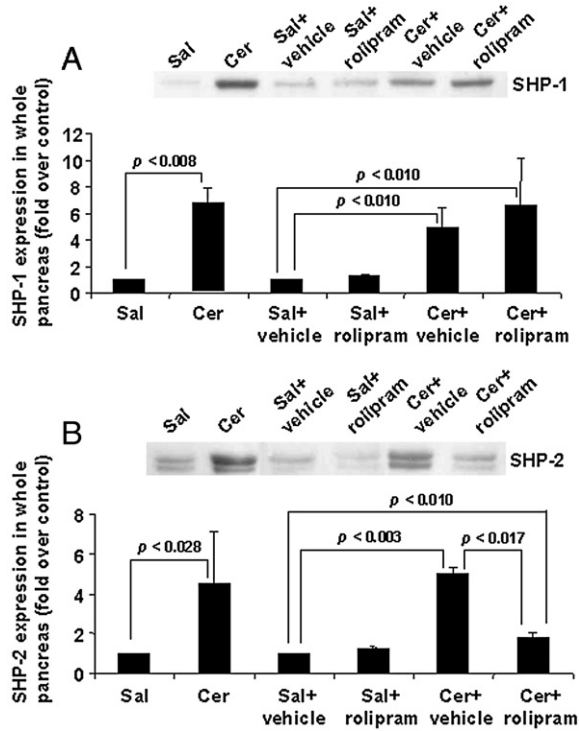 A
Sal
Cer
Sal+
vehicle
Sal+
rolipram
Cer+
vehicle
Cer+
rolipram
SHP-1
SHP-1 expression in whole
pancreas (fold over control)
12
10
8
6
4
2
0
p < 0.008
p < 0.010
p < 0.010
Sal
Cer
Sal+
vehicle
Sal+
rolipram
Cer+
vehicle
Cer+
rolipram
B
Sal
Cer
Sal+
vehicle
Sal+
rolipram
Cer+
vehicle
Cer+
rolipram
SHP-2
SHP-2 expression in whole
pancreas (fold over control)
8
6
4
2
0
p < 0.028
p < 0.010
p < 0.003
p < 0.017
Sal
Cer
Sal+
vehicle
Sal+
rolipram
Cer+
vehicle
Cer+
rolipram